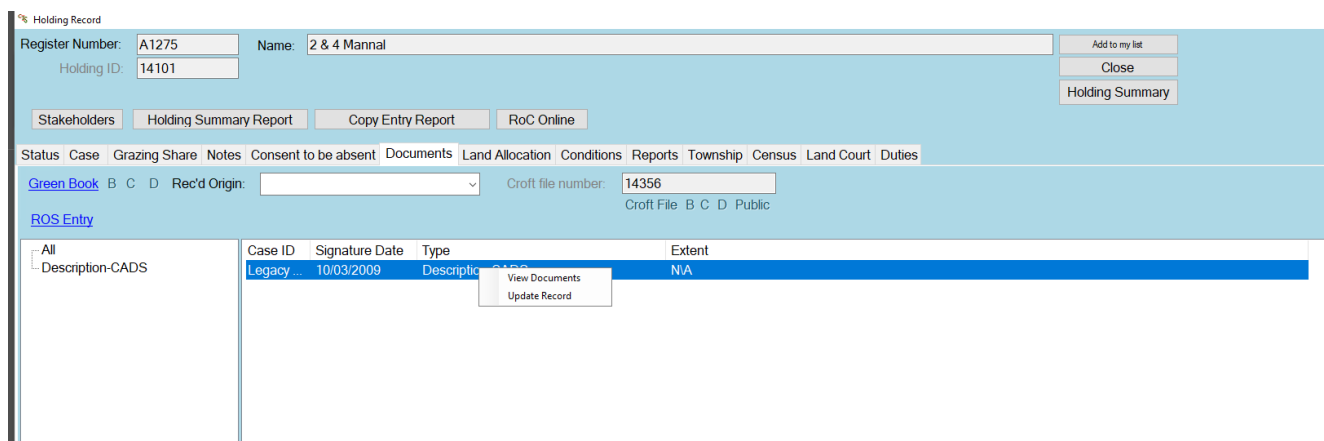 Holding Record
Register Number: A1275 Name: 2 & 4 Mannal Add to my list
Holding ID: 14101 Close
Holding Summary
Stakeholders Holding Summary Report Copy Entry Report RoC Online
Status Case Grazing Share Notes Consent to be absent Documents Land Allocation Conditions Reports Township Census Land Court Duties
Green Book B C D Rec'd Origin: Croft file number: 14356
Croft File B C D Public
ROS Entry
All Case ID Signature Date Type Extent
Description-CADS Legacy ... 10/03/2009 N\A
View Documents
Update Record